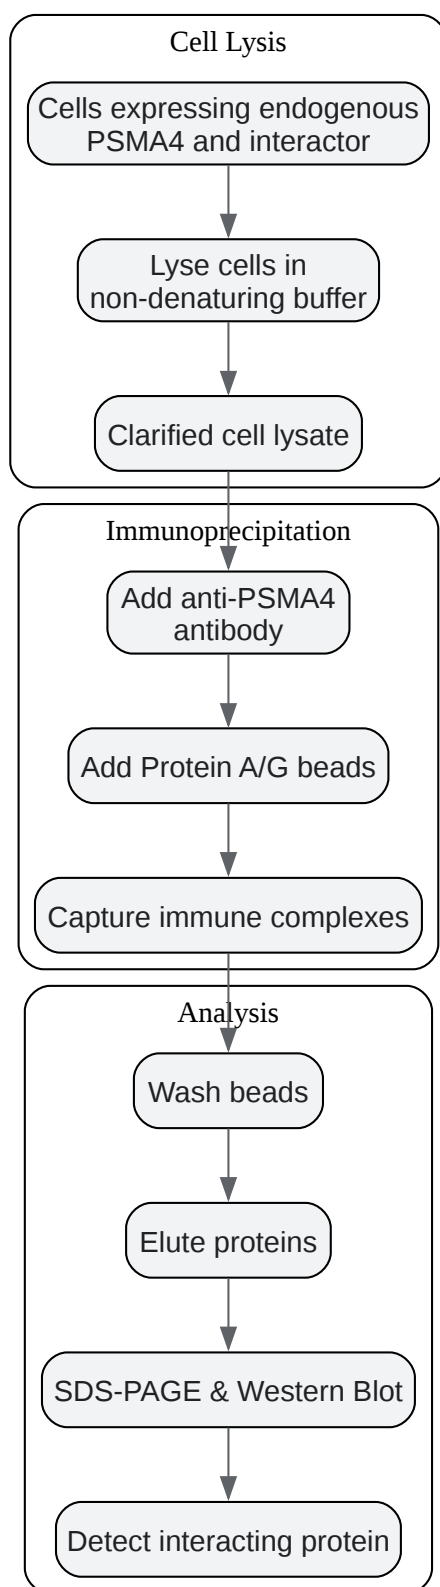 Cell Lysis
Cells expressing endogenous
PSMA4 and interactor
Lyse cells in
non-denaturing buffer
Clarified cell lysate
Immunoprecipitation
Add anti-PSMA4
antibody
Add Protein A/G beads
Capture immune complexes
Analysis
Wash beads
Elute proteins
SDS-PAGE & Western Blot
Detect interacting protein